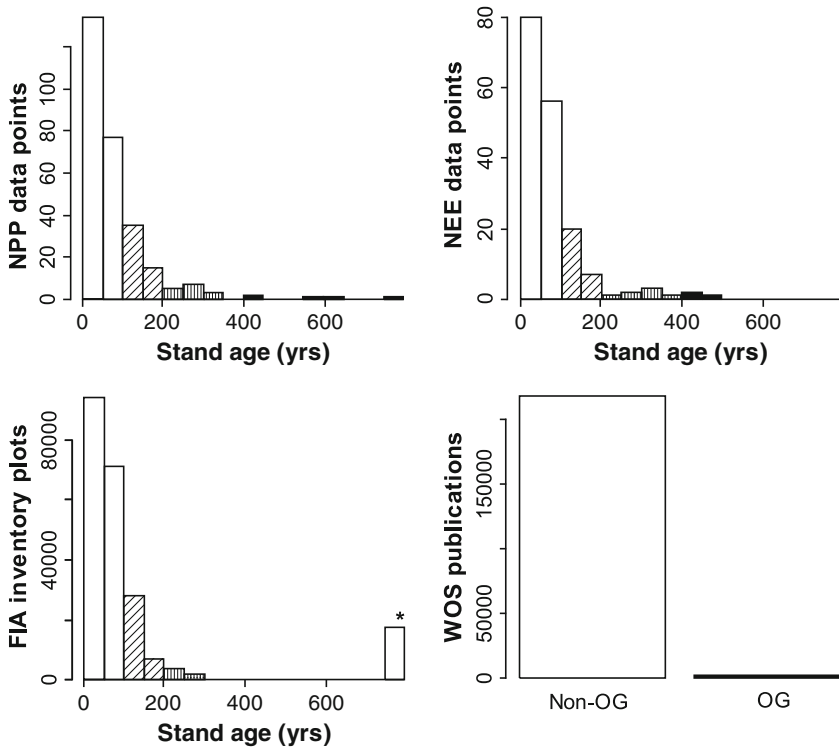 NPP data points
0 20 40 60 80 100
0 200 400 600
Stand age (yrs)
NEE data points
0 20 40 60 80
0 200 400 600
Stand age (yrs)
FIA inventory plots
0 40000 80000
*
0 200 400 600
Stand age (yrs)
WOS publications
0 50000 150000
Non-OG OG